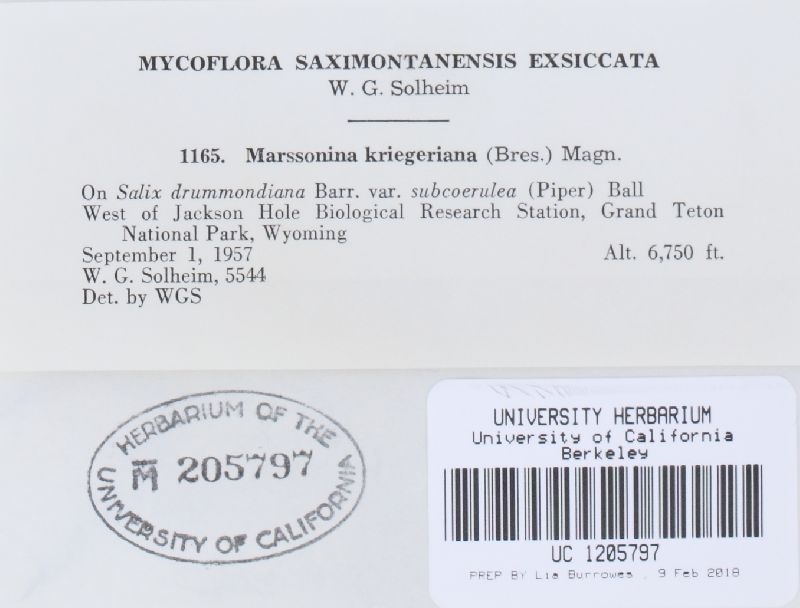 MYCOFLORA SAXIMONTANENSIS EXSICCATA
W. G. Solheim
1165. Marssonina kriegeriana (Bres.) Magn.
On Salix drummondiana Barr. var. subcoerulea (Piper) Ball
West of Jackson Hole Biological Research Station, Grand Teton
National Park, Wyoming
September 1, 1957 Alt. 6,750 ft.
W. G. Solheim, 5544
Det. by WGS
HERBARIUM OF THE
M 205797
UNIVERSITY OF CALIFORNIA
UNIVERSITY HERBARIUM
University of California
Berkeley
UC 1205797
PREP BY Lia Burrowes , 9 Feb 2018